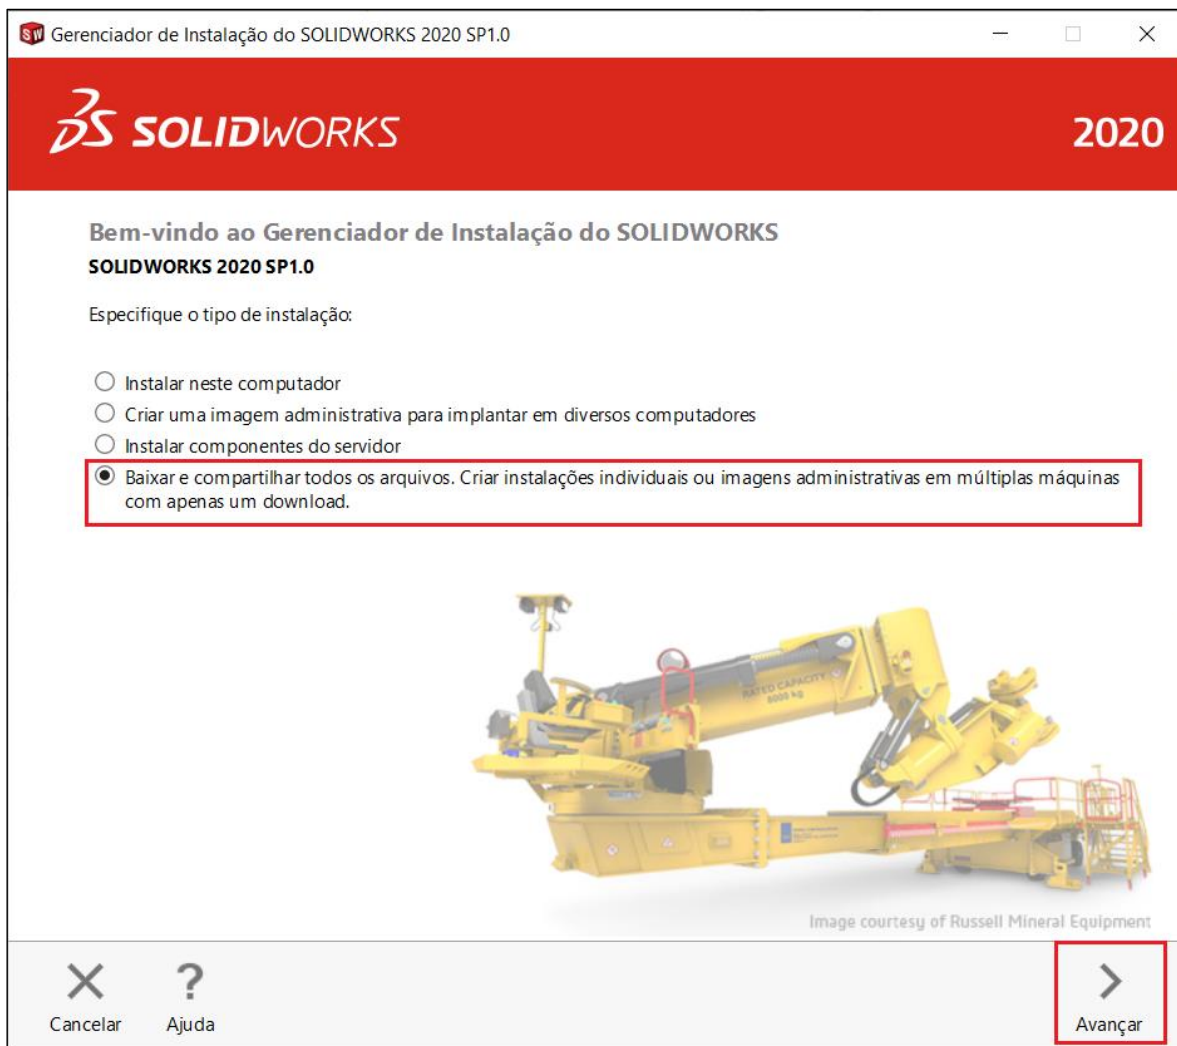 Gerenciador de Instalação do SOLIDWORKS 2020 SP1.0
SOLIDWORKS
2020
Bem-vindo ao Gerenciador de Instalação do SOLIDWORKS
SOLIDWORKS 2020 SP1.0
Especifique o tipo de instalação:
Instalar neste computador
Criar uma imagem administrativa para implantar em diversos computadores
Instalar componentes do servidor
Baixar e compartilhar todos os arquivos. Criar instalações individuais ou imagens administrativas em múltiplas máquinas
com apenas um download.
RATED CAPACITY
8000 kg
Image courtesy of Russell Mineral Equipment
Cancelar
Ajuda
Avançar